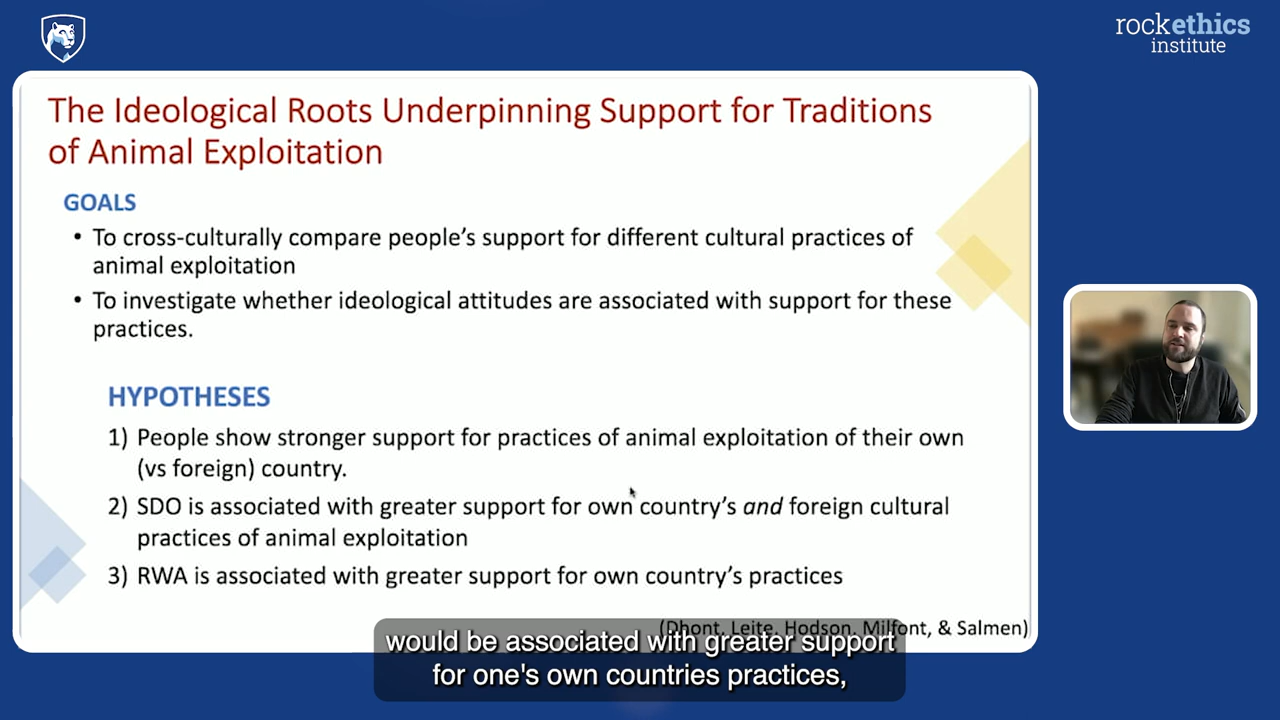 rockethics
institute
The Ideological Roots Underpinning Support for Traditions
of Animal Exploitation
GOALS
• To cross-culturally compare people's support for different cultural practices of
animal exploitation
• To investigate whether ideological attitudes are associated with support for these
practices.
HYPOTHESES
1) People show stronger support for practices of animal exploitation of their own
(vs foreign) country.
2) SDO is associated with greater support for own country's and foreign cultural
practices of animal exploitation
3) RWA is associated with greater support for own country's practices
(Dhont, Leite, Hodson, Milfont, & Salmen)
would be associated with greater support
for one's own countries practices,